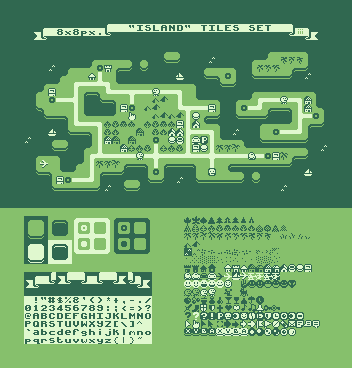 "ISLAND" TILES SET
8x8px.
!"#$%&'()*+,-./
0123456789:;<=>?
@ABCDEFGHIJKLMNO
PQRSTUVWXYZ[\]^
`abcdefghijklmno
pqrstuvwxyz{|}~